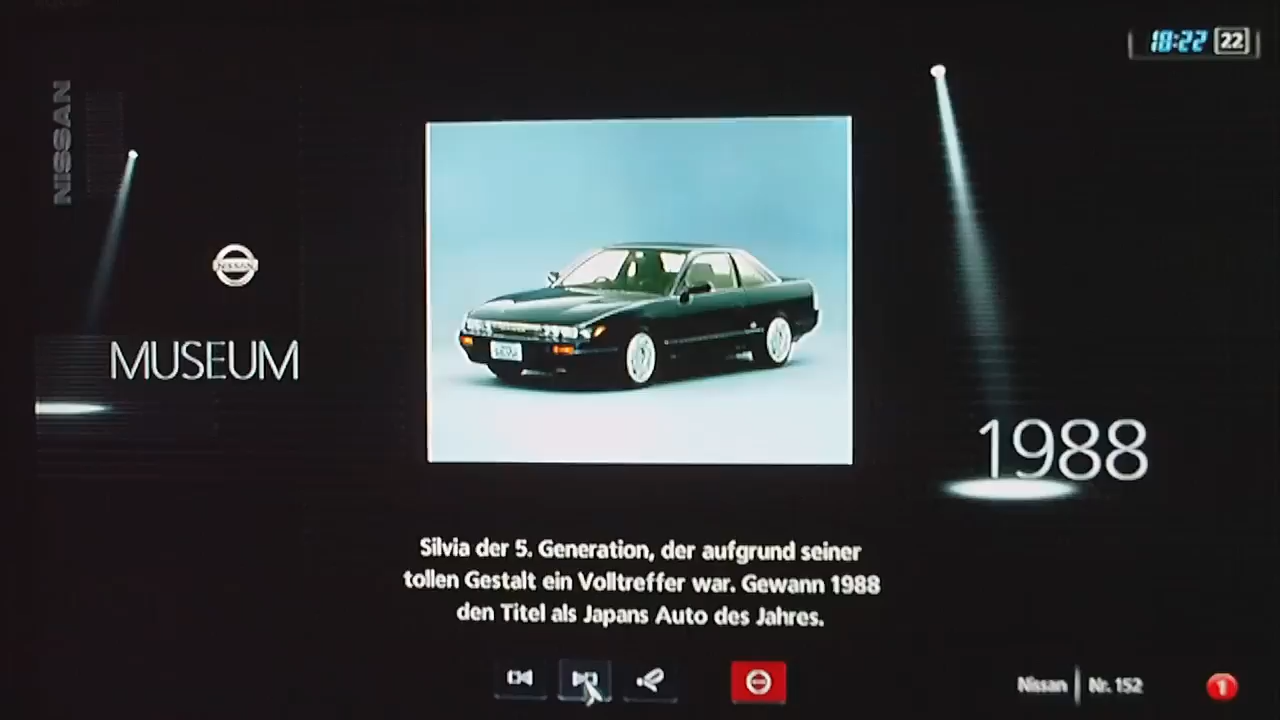 18:22 22
NISSAN
NISSAN
MUSEUM
1988
Silvia der 5. Generation, der aufgrund seiner
tollen Gestalt ein Volltreffer war. Gewann 1988
den Titel als Japans Auto des Jahres.
Nissan Nr. 152
1